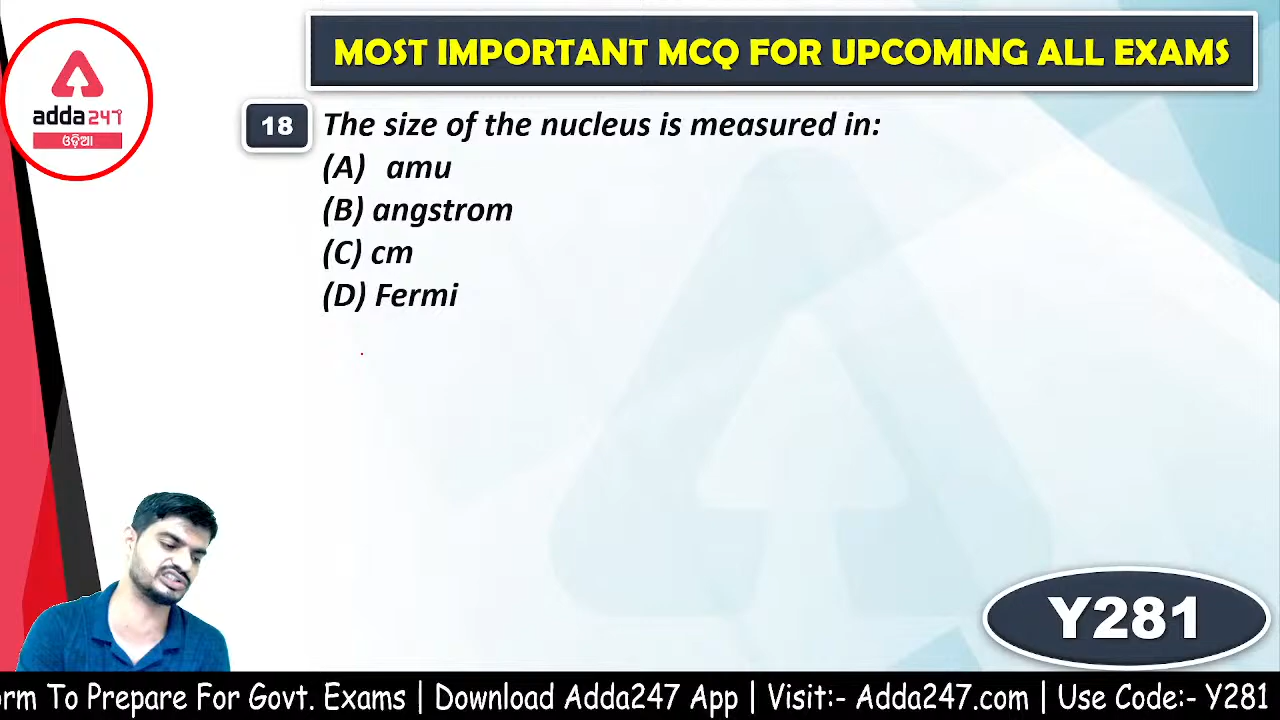 MOST IMPORTANT MCQ FOR UPCOMING ALL EXAMS
adda247
ଓଡ଼ିଆ
18 The size of the nucleus is measured in:
(A) amu
(B) angstrom
(C) cm
(D) Fermi
Y281
orm To Prepare For Govt. Exams | Download Adda247 App | Visit:- Adda247.com | Use Code:- Y281